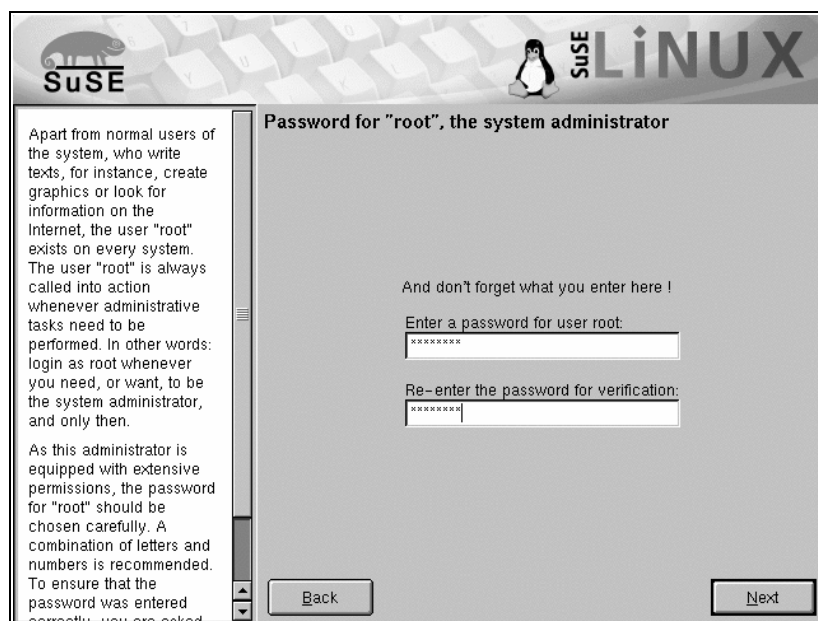 SuSE
SuSE LiNUX
Apart from normal users of
the system, who write
texts, for instance, create
graphics or look for
information on the
Internet, the user "root"
exists on every system.
The user "root" is always
called into action
whenever administrative
tasks need to be
performed. In other words:
login as root whenever
you need, or want, to be
the system administrator,
and only then.
As this administrator is
equipped with extensive
permissions, the password
for "root" should be
chosen carefully. A
combination of letters and
numbers is recommended.
To ensure that the
password was entered
correctly, you are asked
Password for "root", the system administrator
And don't forget what you enter here !
Enter a password for user root:
********
Re-enter the password for verification:
********
Back
Next